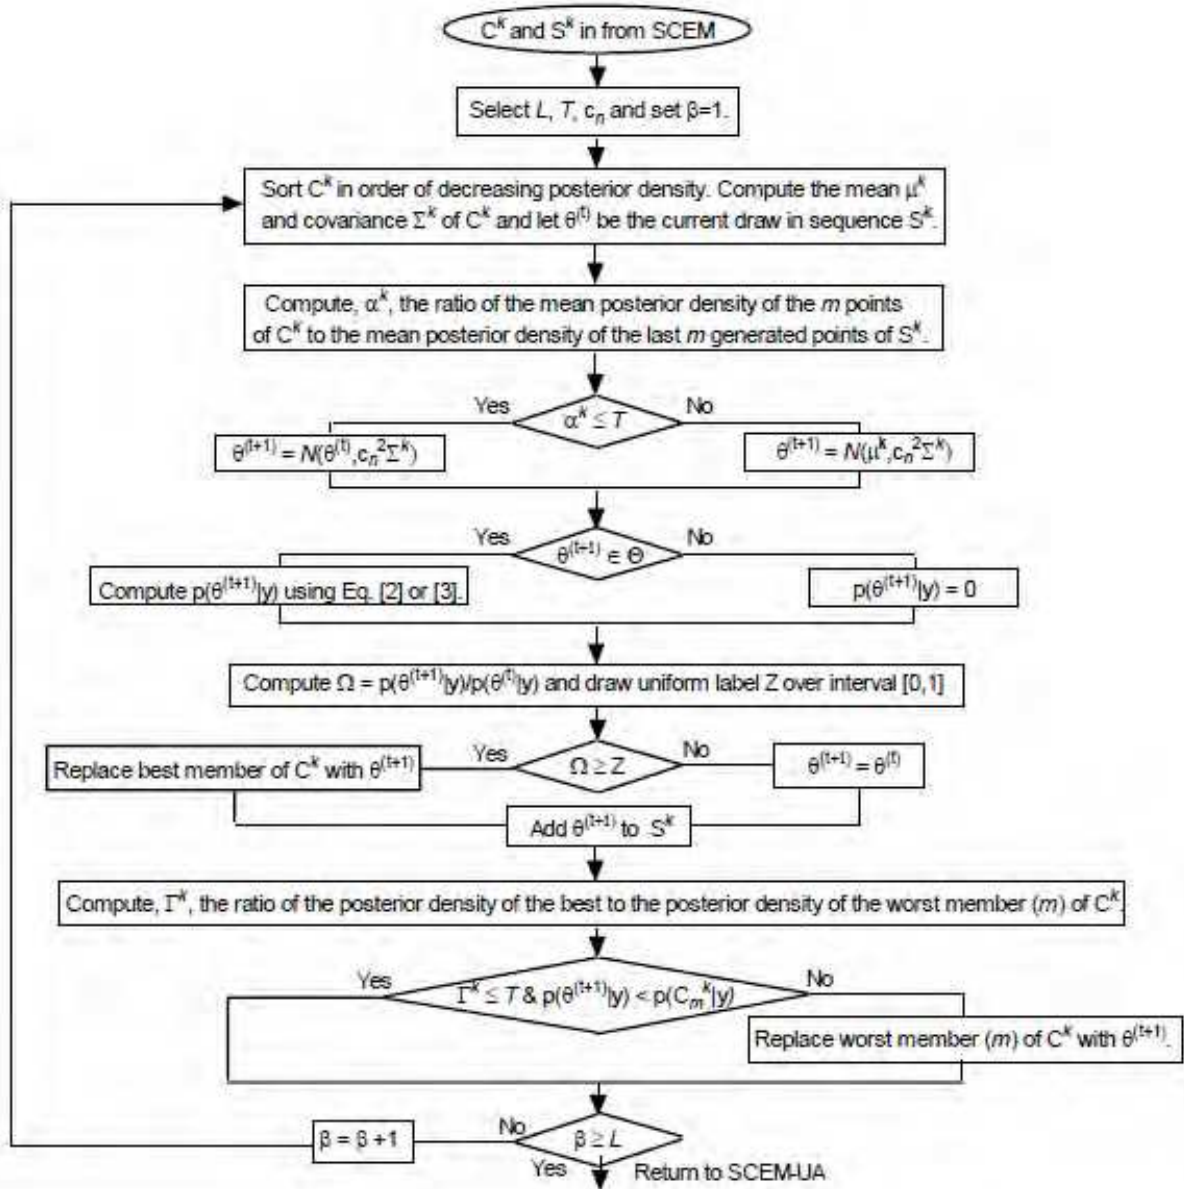 C^k and S^k in from SCEM
Select L, T, c_n and set β=1.
Sort C^k in order of decreasing posterior density. Compute the mean μ^k
and covariance Σ^k of C^k and let θ^(t) be the current draw in sequence S^k.
Compute, α^k, the ratio of the mean posterior density of the m points
of C^k to the mean posterior density of the last m generated points of S^k.
Yes
α^k ≤ T
No
θ^(t+1) = N(θ^(t),c_n^2Σ^k)
θ^(t+1) = N(μ^k,c_n^2Σ^k)
Yes
θ^(t+1) ∈ Θ
No
Compute p(θ^(t+1)|y) using Eq. [2] or [3].
p(θ^(t+1)|y) = 0
Compute Ω = p(θ^(t+1)|y)/p(θ^(t)|y) and draw uniform label Z over interval [0,1]
Replace best member of C^k with θ^(t+1)
Yes
Ω ≥ Z
No
θ^(t+1) = θ^(t)
Add θ^(t+1) to S^k
Compute, Γ^k, the ratio of the posterior density of the best to the posterior density of the worst member (m) of C^k.
Yes
Γ^k ≤ T & p(θ^(t+1)|y) < p(C_m^k|y)
No
Replace worst member (m) of C^k with θ^(t+1).
β = β +1
No
β ≥ L
Yes
Return to SCEM-UA